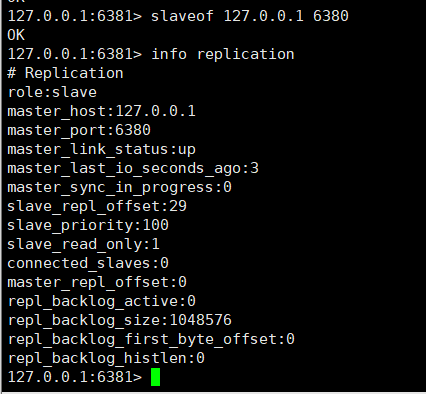 OK
127.0.0.1:6381> slaveof 127.0.0.1 6380
OK
127.0.0.1:6381> info replication
# Replication
role:slave
master_host:127.0.0.1
master_port:6380
master_link_status:up
master_last_io_seconds_ago:3
master_sync_in_progress:0
slave_repl_offset:29
slave_priority:100
slave_read_only:1
connected_slaves:0
master_repl_offset:0
repl_backlog_active:0
repl_backlog_size:1048576
repl_backlog_first_byte_offset:0
repl_backlog_histlen:0
127.0.0.1:6381>